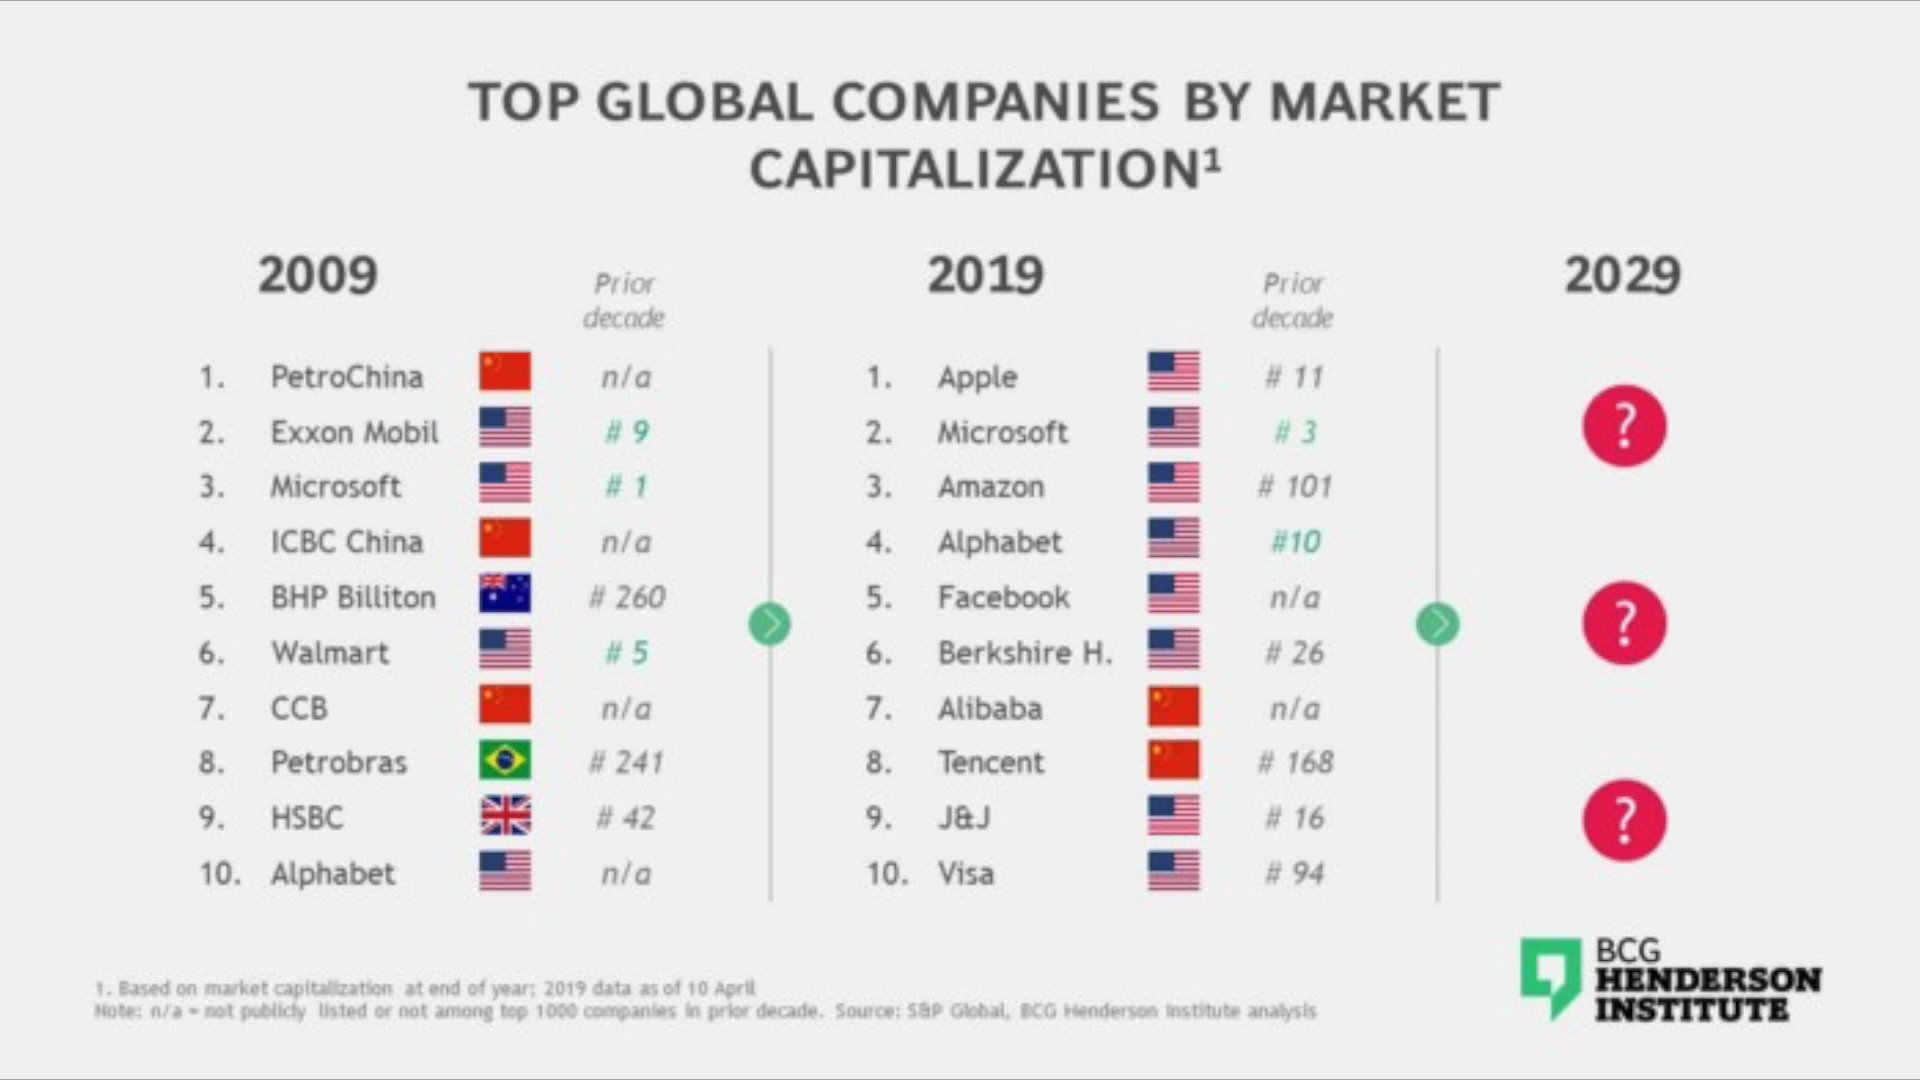 TOP GLOBAL COMPANIES BY MARKET
CAPITALIZATION¹
2009
Prior
decade
1. PetroChina n/a
2. Exxon Mobil # 9
3. Microsoft # 1
4. ICBC China n/a
5. BHP Billiton # 260
6. Walmart # 5
7. CCB n/a
8. Petrobras # 241
9. HSBC # 42
10. Alphabet n/a
2019
Prior
decade
1. Apple # 11
2. Microsoft # 3
3. Amazon # 101
4. Alphabet #10
5. Facebook n/a
6. Berkshire H. # 26
7. Alibaba n/a
8. Tencent # 168
9. J&J # 16
10. Visa # 94
2029
?
?
?
1. Based on market capitalization at end of year; 2019 data as of 10 April
Note: n/a = not publicly listed or not among top 1000 companies in prior decade. Source: S&P Global, BCG Henderson Institute analysis
BCG
HENDERSON
INSTITUTE